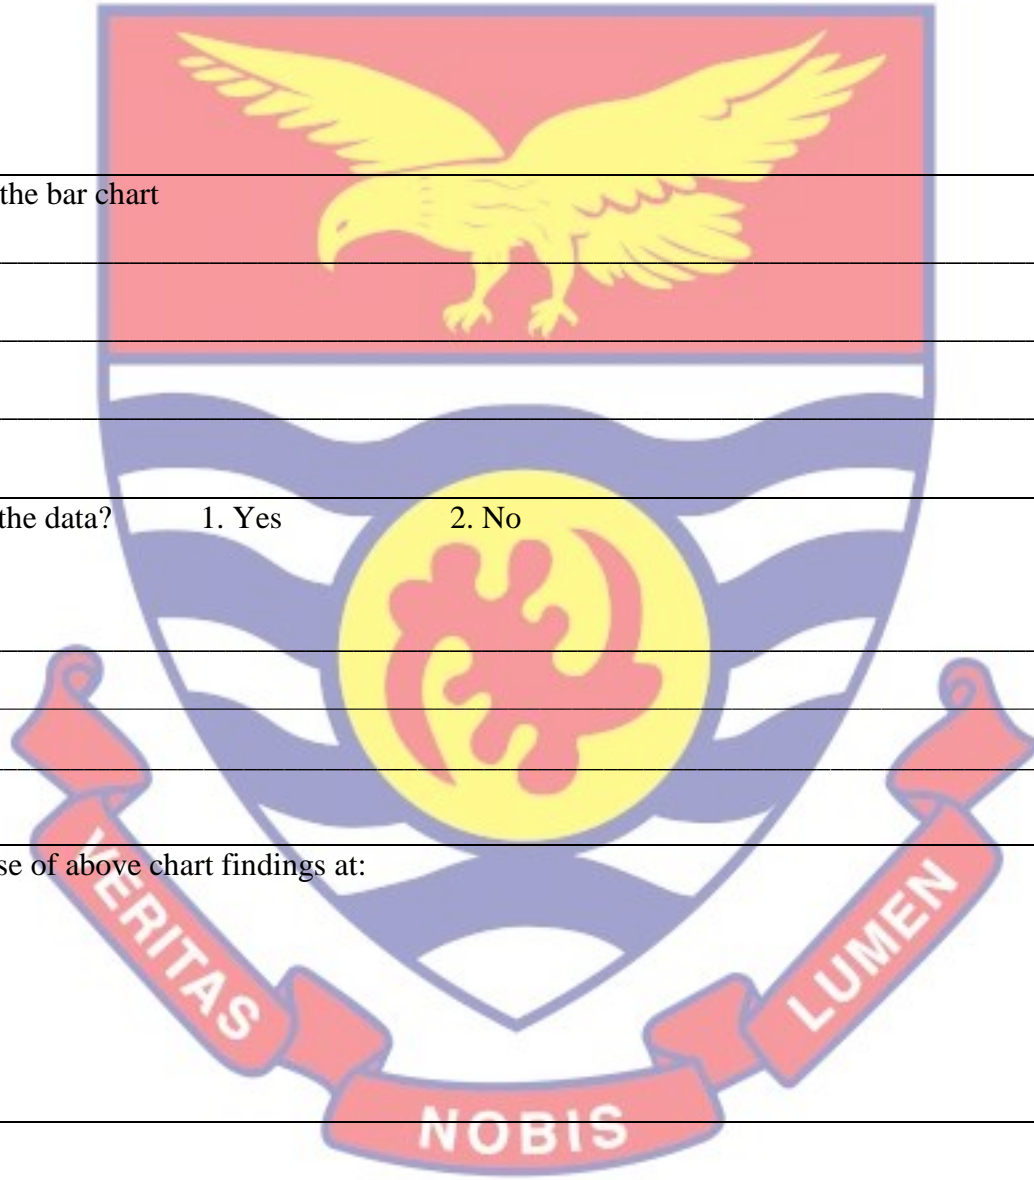 the bar chart
the data? 1. Yes 2. No
se of above chart findings at:
VERITAS
NOBIS
LUMEN